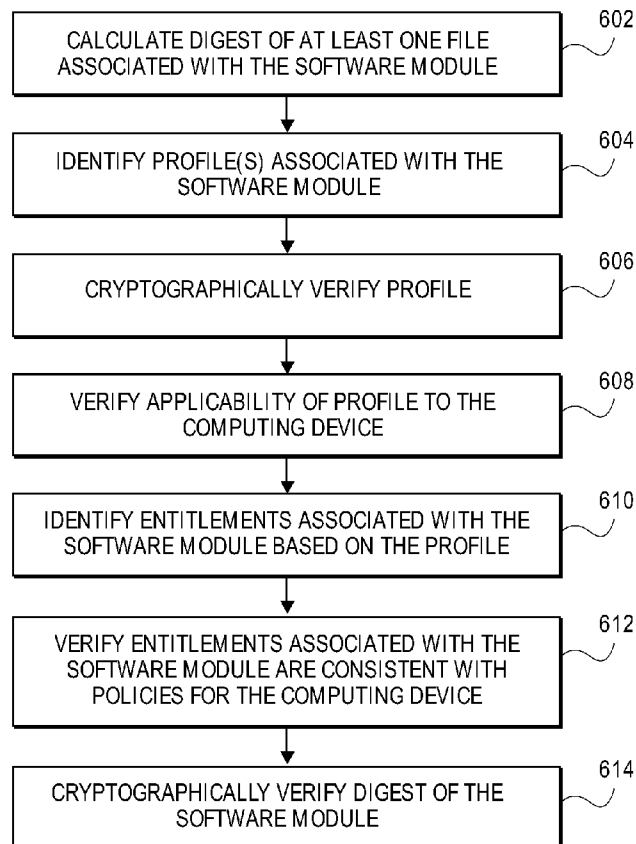 602
CALCULATE DIGEST OF AT LEAST ONE FILE
ASSOCIATED WITH THE SOFTWARE MODULE
604
IDENTIFY PROFILE(S) ASSOCIATED WITH THE
SOFTWARE MODULE
606
CRYPTOGRAPHICALLY VERIFY PROFILE
608
VERIFY APPLICABILITY OF PROFILE TO THE
COMPUTING DEVICE
610
IDENTIFY ENTITLEMENTS ASSOCIATED WITH THE
SOFTWARE MODULE BASED ON THE PROFILE
612
VERIFY ENTITLEMENTS ASSOCIATED WITH THE
SOFTWARE MODULE ARE CONSISTENT WITH
POLICIES FOR THE COMPUTING DEVICE
614
CRYPTOGRAPHICALLY VERIFY DIGEST OF THE
SOFTWARE MODULE